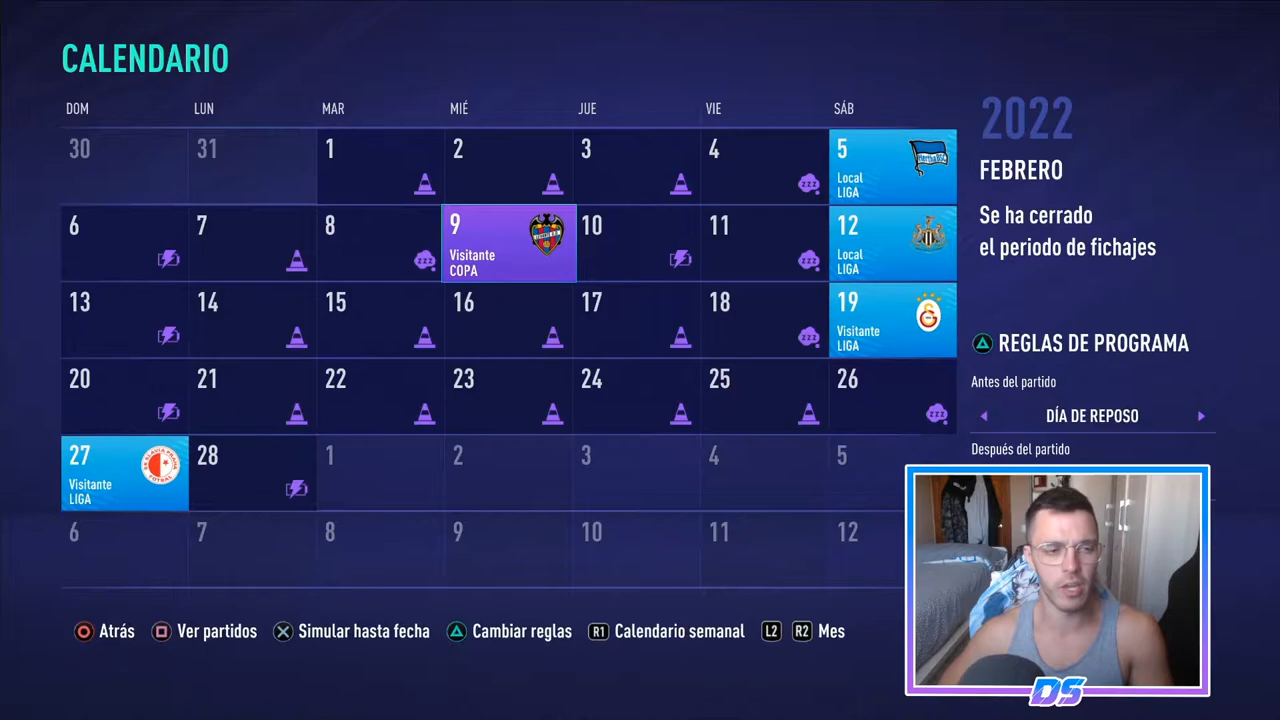 CALENDARIO
DOM LUN MAR MIÉ JUE VIE SÁB
30 31 1 2 3 4 5
Local
LIGA
6 7 8 9 10 11 12
Visitante
COPA
Local
LIGA
13 14 15 16 17 18 19
Visitante
LIGA
20 21 22 23 24 25 26
27 28 1 2 3 4 5
Visitante
LIGA
6 7 8 9 10 11 12
2022
FEBRERO
Se ha cerrado
el periodo de fichajes
REGLAS DE PROGRAMA
Antes del partido
DÍA DE REPOSO
Después del partido
Atrás Ver partidos Simular hasta fecha Cambiar reglas R1 Calendario semanal L2 R2 Mes
DS